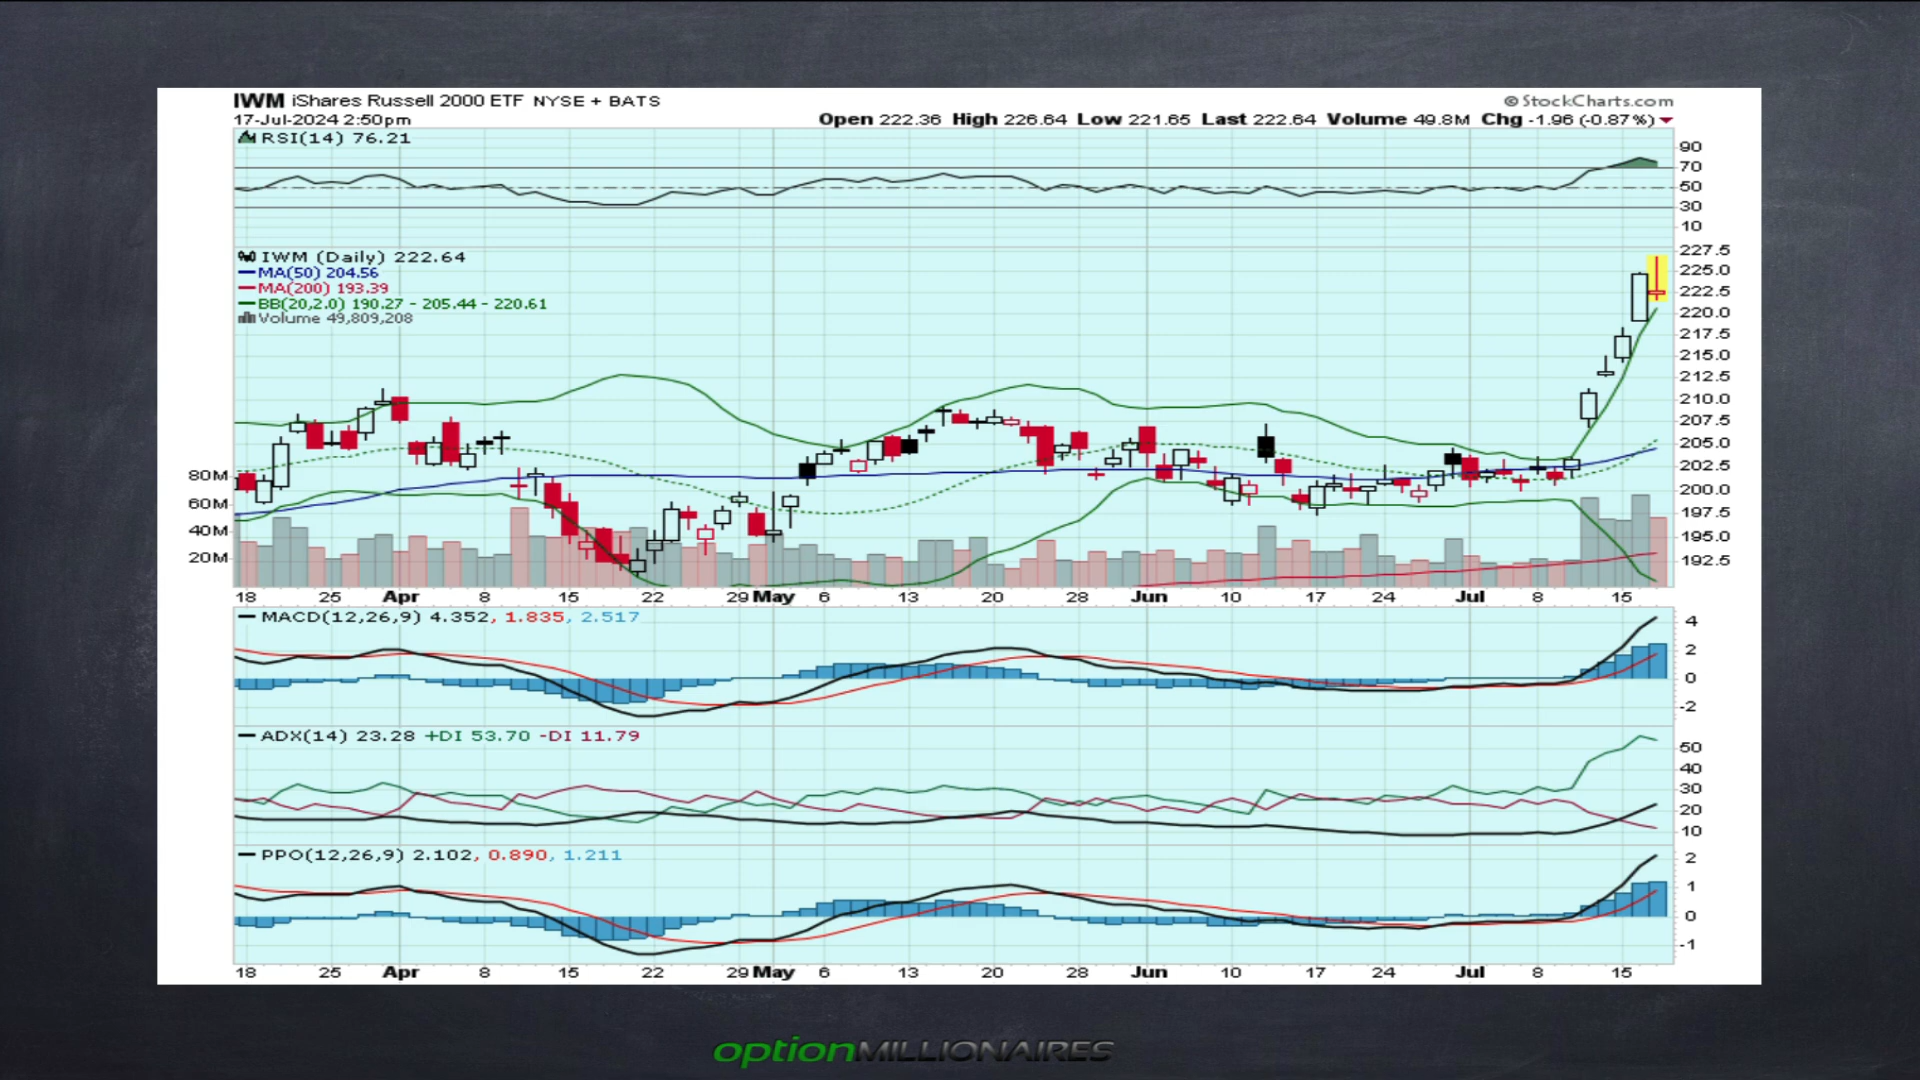 IWM iShares Russell 2000 ETF NYSE + BATS
© StockCharts.com
17-Jul-2024 2:50pm
Open 222.36 High 226.64 Low 221.65 Last 222.64 Volume 49.8M Chg -1.96 (-0.87%)
RSI(14) 76.21
90
70
50
30
10
IWM (Daily) 222.64
MA(50) 204.56
MA(200) 193.39
BB(20,2.0) 190.27 - 205.44 - 220.61
Volume 49,809,208
227.5
225.0
222.5
220.0
217.5
215.0
212.5
210.0
207.5
205.0
202.5
200.0
197.5
195.0
192.5
80M
60M
40M
20M
18 25 Apr 8 15 22 29 May 6 13 20 28 Jun 10 17 24 Jul 8 15
MACD(12,26,9) 4.352, 1.835, 2.517
4
2
0
-2
ADX(14) 23.28 +DI 53.70 -DI 11.79
50
40
30
20
10
PPO(12,26,9) 2.102, 0.890, 1.211
2
1
0
-1
18 25 Apr 8 15 22 29 May 6 13 20 28 Jun 10 17 24 Jul 8 15
optionMILLIONAIRES